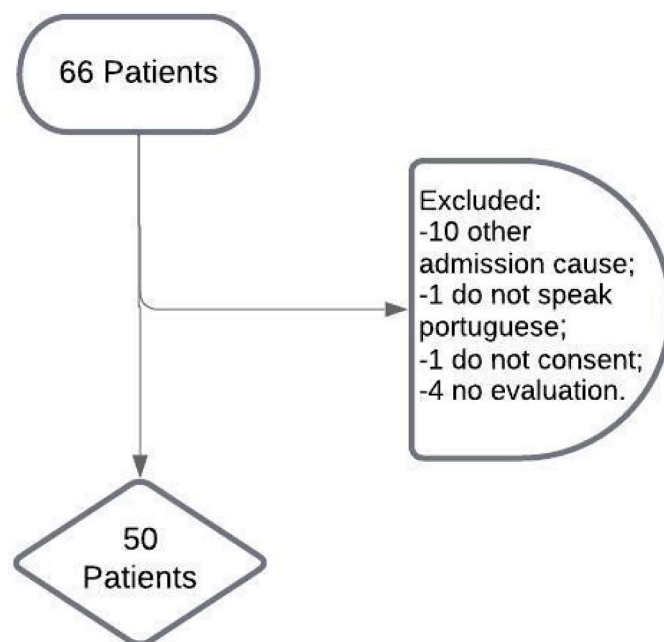 66 Patients
Excluded:
-10 other
admission cause;
-1 do not speak
portuguese;
-1 do not consent;
-4 no evaluation.
50
Patients